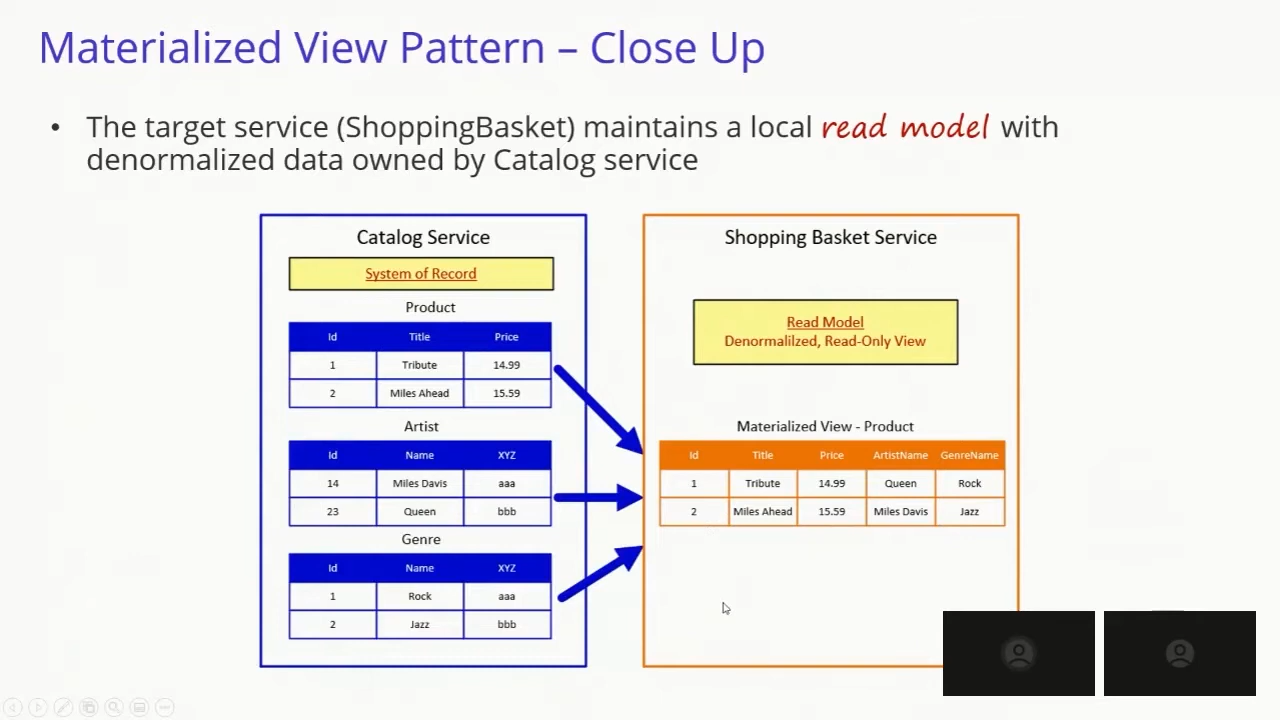 Materialized View Pattern – Close Up
• The target service (ShoppingBasket) maintains a local read model with
denormalized data owned by Catalog service
Catalog Service
System of Record
Product
Id Title Price
1 Tribute 14.99
2 Miles Ahead 15.59
Artist
Id Name XYZ
14 Miles Davis aaa
23 Queen bbb
Genre
Id Name XYZ
1 Rock aaa
2 Jazz bbb
Shopping Basket Service
Read Model
Denormalilzed, Read-Only View
Materialized View - Product
Id Title Price ArtistName GenreName
1 Tribute 14.99 Queen Rock
2 Miles Ahead 15.59 Miles Davis Jazz